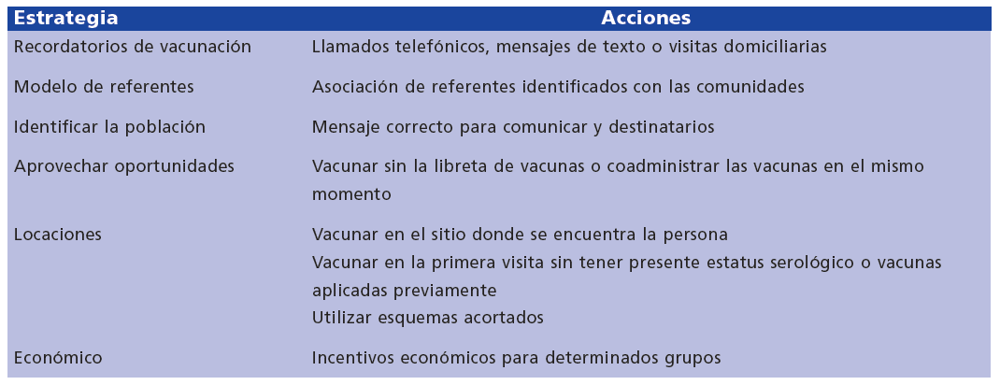 Estrategia Acciones
Recordatorios de vacunación Llamados telefónicos, mensajes de texto o visitas domiciliarias
Modelo de referentes Asociación de referentes identificados con las comunidades
Identificar la población Mensaje correcto para comunicar y destinatarios
Aprovechar oportunidades Vacunar sin la libreta de vacunas o coadministrar las vacunas en el mismo
momento
Locaciones Vacunar en el sitio donde se encuentra la persona
Vacunar en la primera visita sin tener presente estatus serológico o vacunas
aplicadas previamente
Utilizar esquemas acortados
Económico Incentivos económicos para determinados grupos